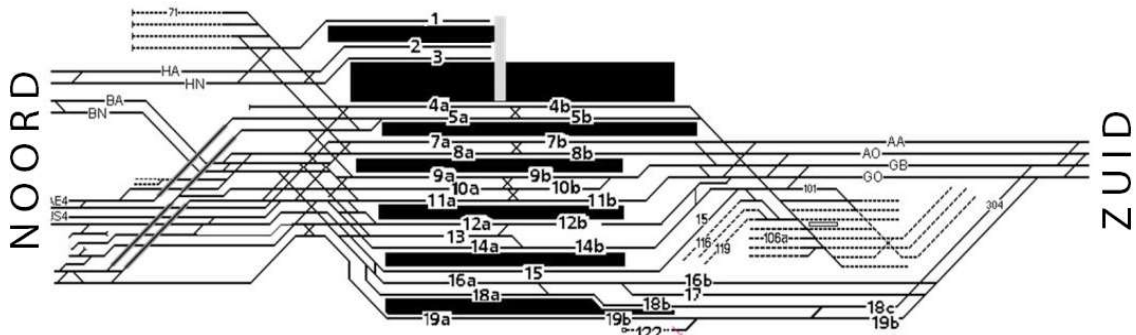 NOORD
71
1
2
3
HA
HN
BA
BN
4a 4b
5a 5b
7a 7b
8a 8b
9a 9b
10a 10b
11a 11b
12a 12b
13
14a 14b
15
16a 16b
17
18a 18b 18c
19a 19b 19b
122
AA
AO
GB
GO
101
15
116
119
106a
304
ZUID